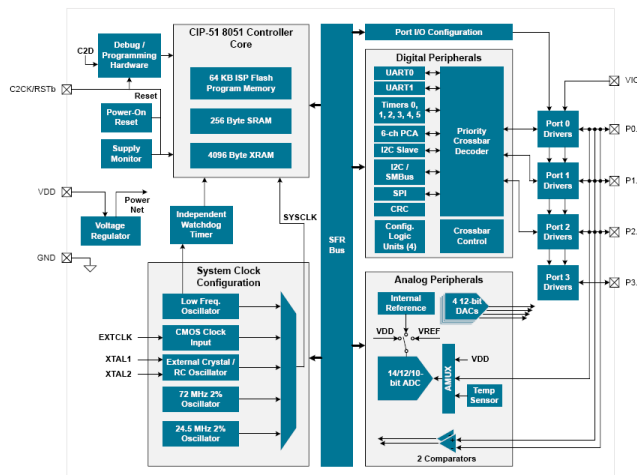 CIP-51 8051 Controller
Core
Debug /
Programming
Hardware
C2D
C2CK/RSTb
Reset
Power-On
Reset
Supply
Monitor
64 KB ISP Flash
Program Memory
256 Byte SRAM
4096 Byte XRAM
VDD
Power
Net
Voltage
Regulator
GND
Independent
Watchdog
Timer
SYSCLK
System Clock
Configuration
Low Freq.
Oscillator
EXTCLK
CMOS Clock
Input
XTAL1
XTAL2
External Crystal /
RC Oscillator
72 MHz 2%
Oscillator
24.5 MHz 2%
Oscillator
SFR
Bus
Port I/O Configuration
Digital Peripherals
UART0
UART1
Timers 0,
1, 2, 3, 4, 5
6-ch PCA
I2C Slave
I2C /
SMBus
SPI
CRC
Config.
Logic
Units (4)
Priority
Crossbar
Decoder
Crossbar
Control
Port 0
Drivers
Port 1
Drivers
Port 2
Drivers
Port 3
Drivers
VIO
P0.
P1.
P2.
P3.
Analog Peripherals
Internal
Reference
4 12-bit
DACs
VDD
VREF
14/12/10-
bit ADC
AMUX
VDD
Temp
Sensor
2 Comparators